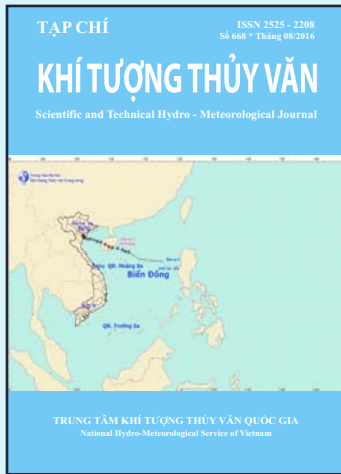 TẠP CHÍ
ISSN 2525 - 2208
Số 668 * Tháng 08/2016
KHÍ TƯỢNG THỦY VĂN
Scientific and Technical Hydro - Meteorological Journal
QĐ. Hoàng Sa
Biển Đông
QĐ. Trường Sa
TRUNG TÂM KHÍ TƯỢNG THỦY VĂN QUỐC GIA
National Hydro-Meteorological Service of Vietnam